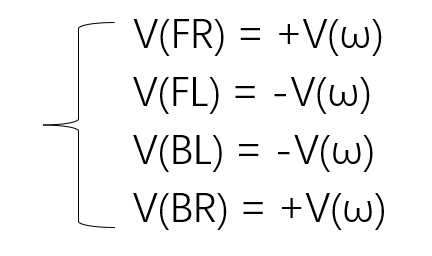 V(FR) = +V(ω)
V(FL) = -V(ω)
V(BL) = -V(ω)
V(BR) = +V(ω)